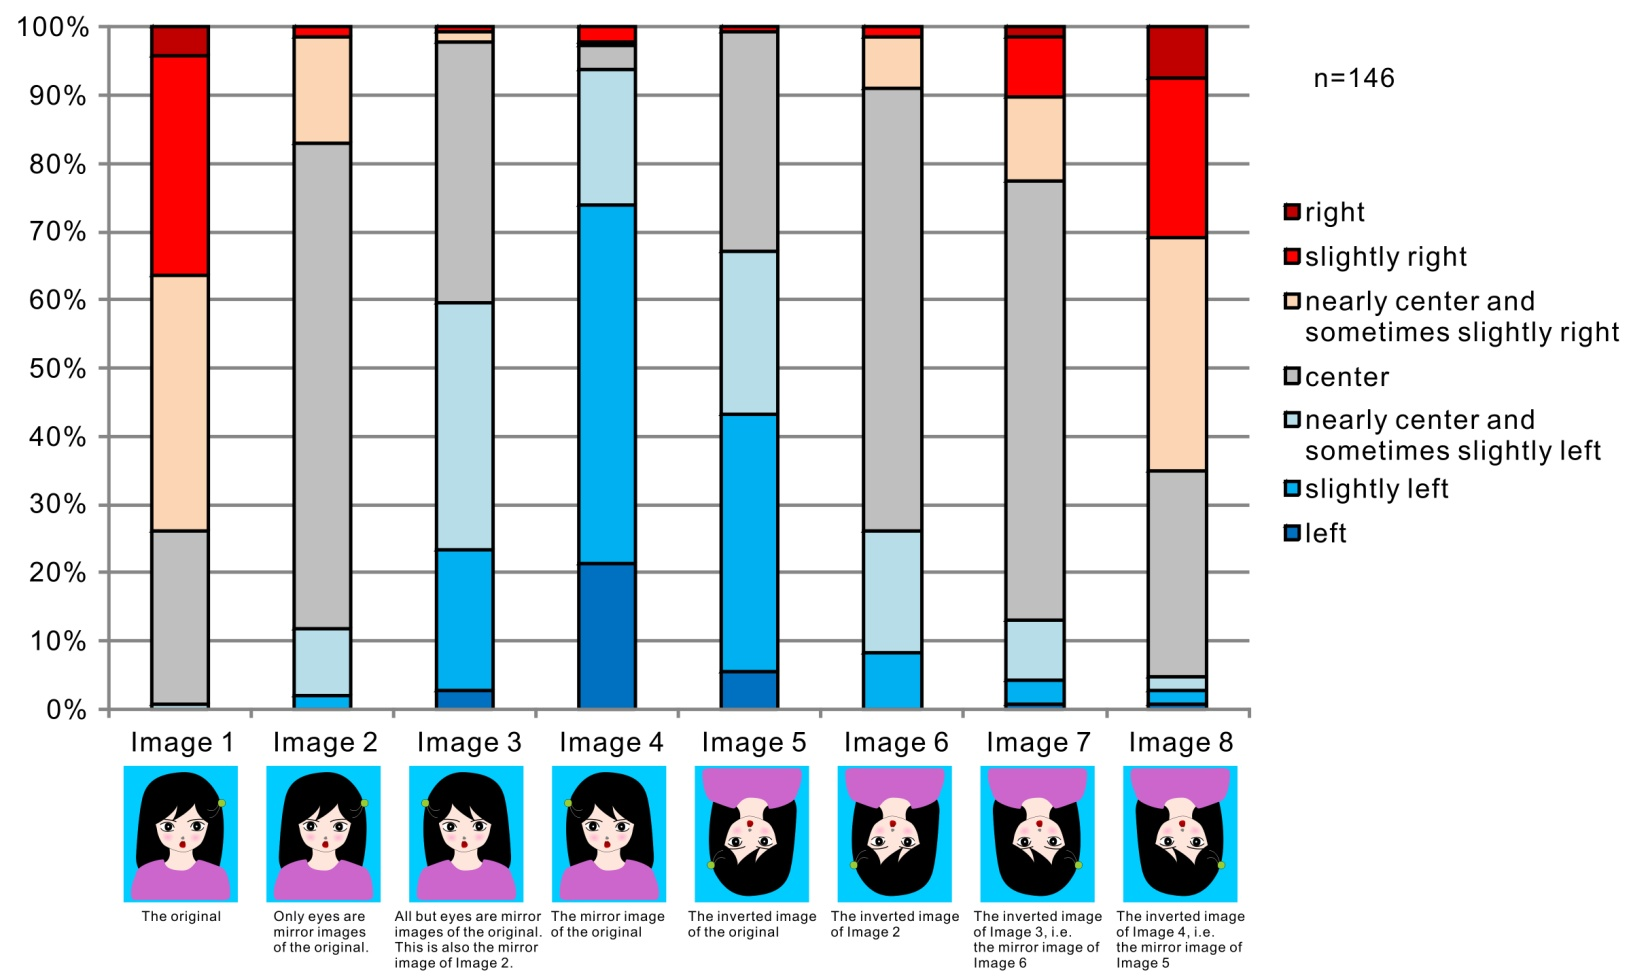 100%
90%
80%
70%
60%
50%
40%
30%
20%
10%
0%
n=146
right
slightly right
nearly center and
sometimes slightly right
center
nearly center and
sometimes slightly left
slightly left
left
Image 1
Image 2
Image 3
Image 4
Image 5
Image 6
Image 7
Image 8
The original
Only eyes are
mirror images
of the original.
All but eyes are mirror
images of the original.
This is also the mirror
image of Image 2.
The mirror image
of the original
The inverted image
of the original
The inverted image
of Image 2
The inverted image
of Image 3, i.e.
the mirror image of
Image 6
The inverted image
of Image 4, i.e.
the mirror image of
Image 5